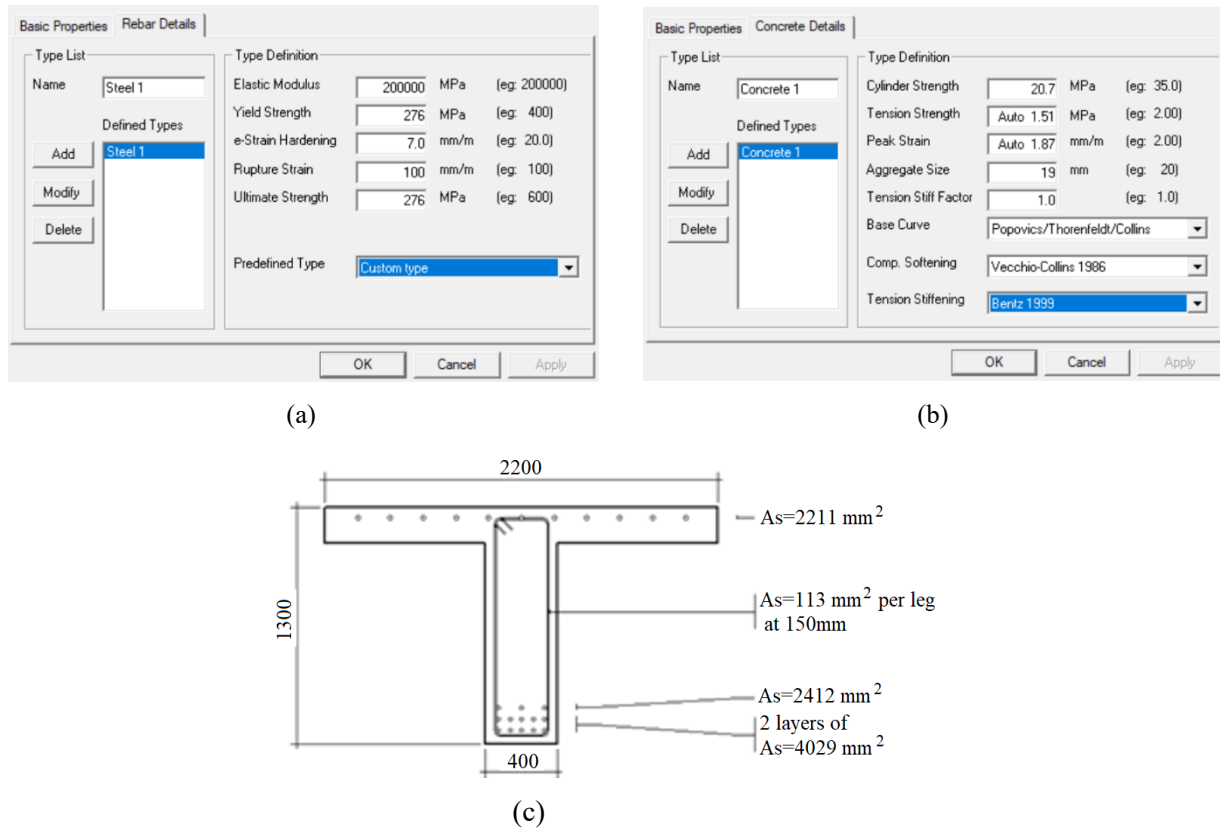 Basic Properties Rebar Details
Type List
Name Steel 1
Defined Types
Steel 1
Add
Modify
Delete
Type Definition
Elastic Modulus 200000 MPa (eg: 200000)
Yield Strength 276 MPa (eg: 400)
e-Strain Hardening 7.0 mm/m (eg: 20.0)
Rupture Strain 100 mm/m (eg: 100)
Ultimate Strength 276 MPa (eg: 600)
Predefined Type Custom type
OK Cancel Apply
(a)
Basic Properties Concrete Details
Type List
Name Concrete 1
Defined Types
Concrete 1
Add
Modify
Delete
Type Definition
Cylinder Strength 20.7 MPa (eg: 35.0)
Tension Strength Auto 1.51 MPa (eg: 2.00)
Peak Strain Auto 1.87 mm/m (eg: 2.00)
Aggregate Size 19 mm (eg: 20)
Tension Stiff Factor 1.0 (eg: 1.0)
Base Curve Popovics/Thorenfeldt/Collins
Comp. Softening Vecchio-Collins 1986
Tension Stiffening Bentz 1999
OK Cancel Apply
(b)
2200
As=2211 mm²
1300
As=113 mm² per leg
at 150mm
As=2412 mm²
2 layers of
As=4029 mm²
400
(c)